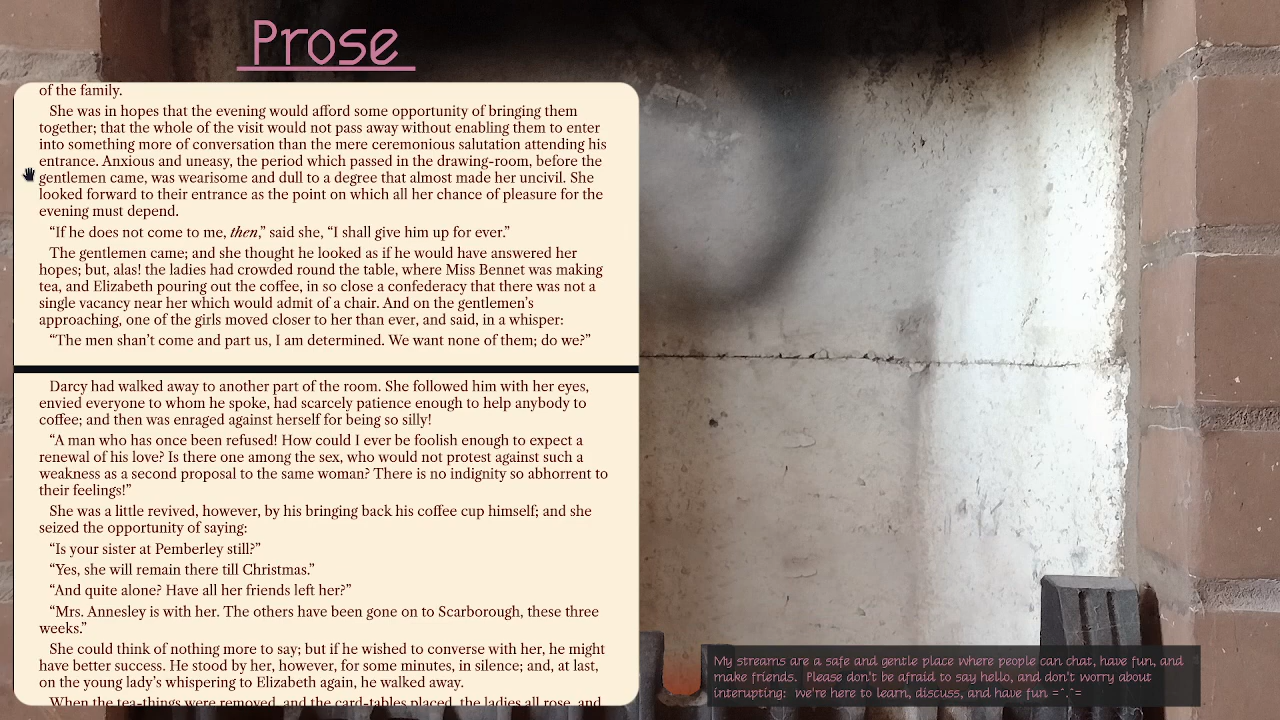 Prose
of the family.
She was in hopes that the evening would afford some opportunity of bringing them
together; that the whole of the visit would not pass away without enabling them to enter
into something more of conversation than the mere ceremonious salutation attending his
entrance. Anxious and uneasy, the period which passed in the drawing-room, before the
gentlemen came, was wearisome and dull to a degree that almost made her uncivil. She
looked forward to their entrance as the point on which all her chance of pleasure for the
evening must depend.
“If he does not come to me, then,” said she, “I shall give him up for ever.”
The gentlemen came; and she thought he looked as if he would have answered her
hopes; but, alas! the ladies had crowded round the table, where Miss Bennet was making
tea, and Elizabeth pouring out the coffee, in so close a confederacy that there was not a
single vacancy near her which would admit of a chair. And on the gentlemen’s
approaching, one of the girls moved closer to her than ever, and said, in a whisper:
“The men shan’t come and part us, I am determined. We want none of them; do we?”
Darcy had walked away to another part of the room. She followed him with her eyes,
envied everyone to whom he spoke, had scarcely patience enough to help anybody to
coffee; and then was enraged against herself for being so silly!
“A man who has once been refused! How could I ever be foolish enough to expect a
renewal of his love? Is there one among the sex, who would not protest against such a
weakness as a second proposal to the same woman? There is no indignity so abhorrent to
their feelings!”
She was a little revived, however, by his bringing back his coffee cup himself; and she
seized the opportunity of saying:
“Is your sister at Pemberley still?”
“Yes, she will remain there till Christmas.”
“And quite alone? Have all her friends left her?”
“Mrs. Annesley is with her. The others have been gone on to Scarborough, these three
weeks.”
She could think of nothing more to say; but if he wished to converse with her, he might
have better success. He stood by her, however, for some minutes, in silence; and, at last,
on the young lady’s whispering to Elizabeth again, he walked away.
When the tea-things were removed, and the card-tables placed, the ladies all rose, and
My streams are a safe and gentle place where people can chat, have fun, and
make friends. Please don't be afraid to say hello, and don't worry about
interupting: we're here to learn, discuss, and have fun =^.^=